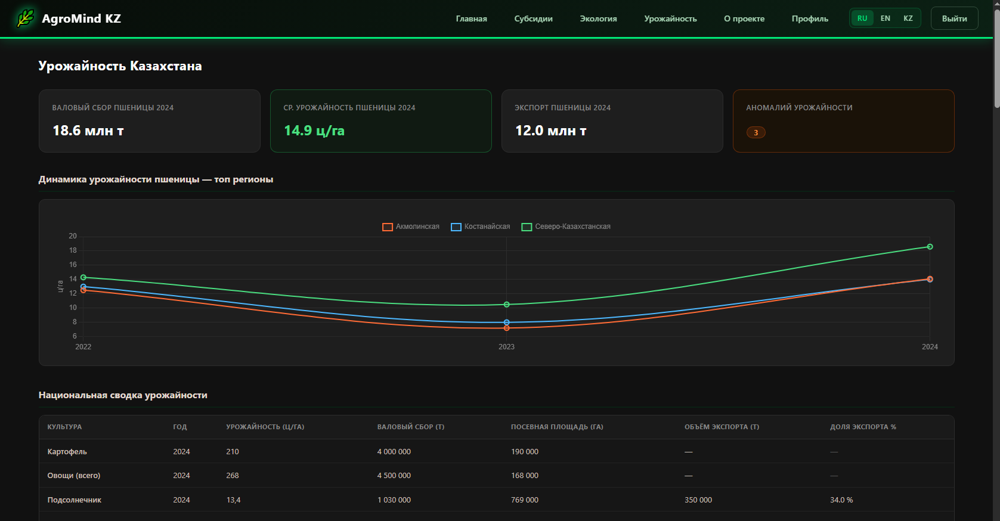 AgroMind KZ
Главная Субсидии Экология Урожайность О проекте Профиль RU EN KZ Выйти
Урожайность Казахстана
ВАЛОВЫЙ СБОР ПШЕНИЦЫ 2024
18.6 млн т
СР. УРОЖАЙНОСТЬ ПШЕНИЦЫ 2024
14.9 ц/га
ЭКСПОРТ ПШЕНИЦЫ 2024
12.0 млн т
АНОМАЛИЙ УРОЖАЙНОСТИ
3
Динамика урожайности пшеницы — топ регионы
Акмолинская Костанайская Северо-Казахстанская
ц/га
20
18
16
14
12
10
8
6
2022 2023 2024
Национальная сводка урожайности
КУЛЬТУРА ГОД УРОЖАЙНОСТЬ (Ц/ГА) ВАЛОВЫЙ СБОР (Т) ПОСЕВНАЯ ПЛОЩАДЬ (ГА) ОБЪЁМ ЭКСПОРТА (Т) ДОЛЯ ЭКСПОРТА %
Картофель 2024 210 4 000 000 190 000 — —
Овощи (всего) 2024 268 4 500 000 168 000 — —
Подсолнечник 2024 13,4 1 030 000 769 000 350 000 34.0 %